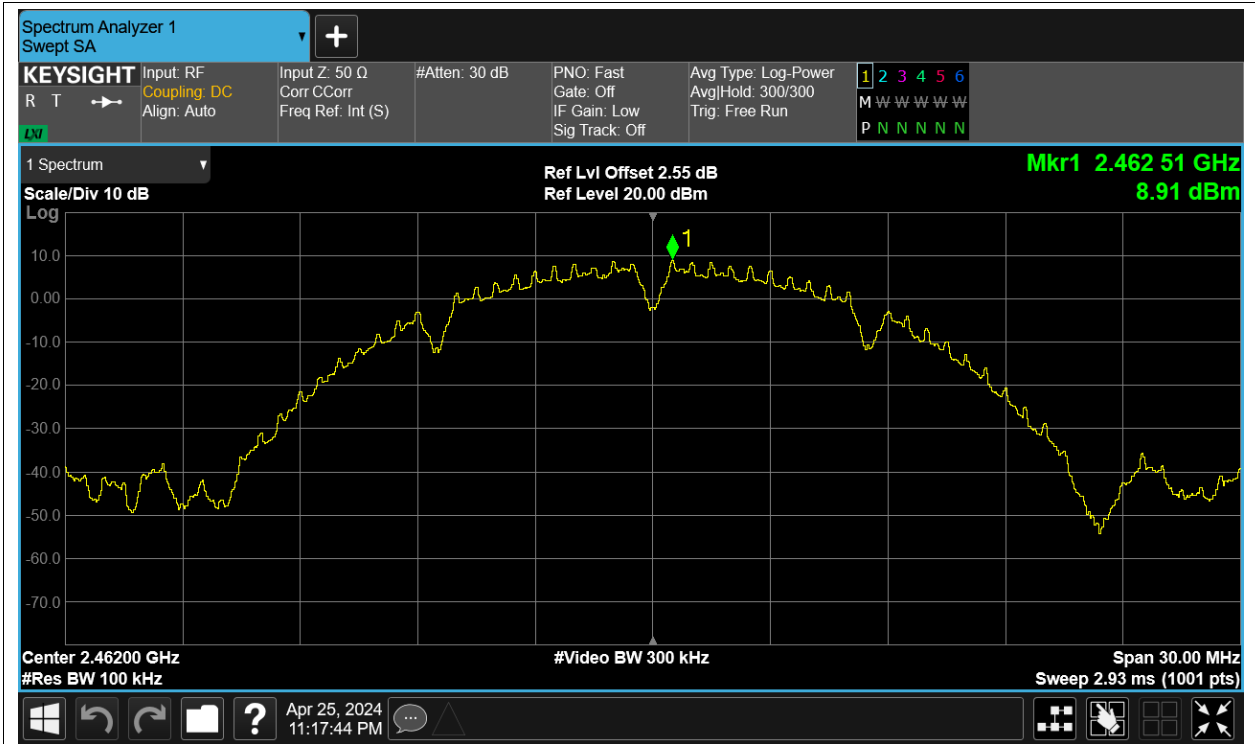 Spectrum Analyzer 1
Swept SA
+
KEYSIGHT
R T
LXI
Input: RF
Coupling: DC
Align: Auto
Input Z: 50 Ω
Corr CCorr
Freq Ref: Int (S)
#Atten: 30 dB
PNO: Fast
Gate: Off
IF Gain: Low
Sig Track: Off
Avg Type: Log-Power
Avg|Hold: 300/300
Trig: Free Run
1 2 3 4 5 6
M W W W W W
P N N N N N
1 Spectrum
Scale/Div 10 dB
Log
Ref Lvl Offset 2.55 dB
Ref Level 20.00 dBm
Mkr1 2.462 51 GHz
8.91 dBm
1
10.0
0.00
-10.0
-20.0
-30.0
-40.0
-50.0
-60.0
-70.0
Center 2.46200 GHz
#Res BW 100 kHz
#Video BW 300 kHz
Span 30.00 MHz
Sweep 2.93 ms (1001 pts)
?
Apr 25, 2024
11:17:44 PM